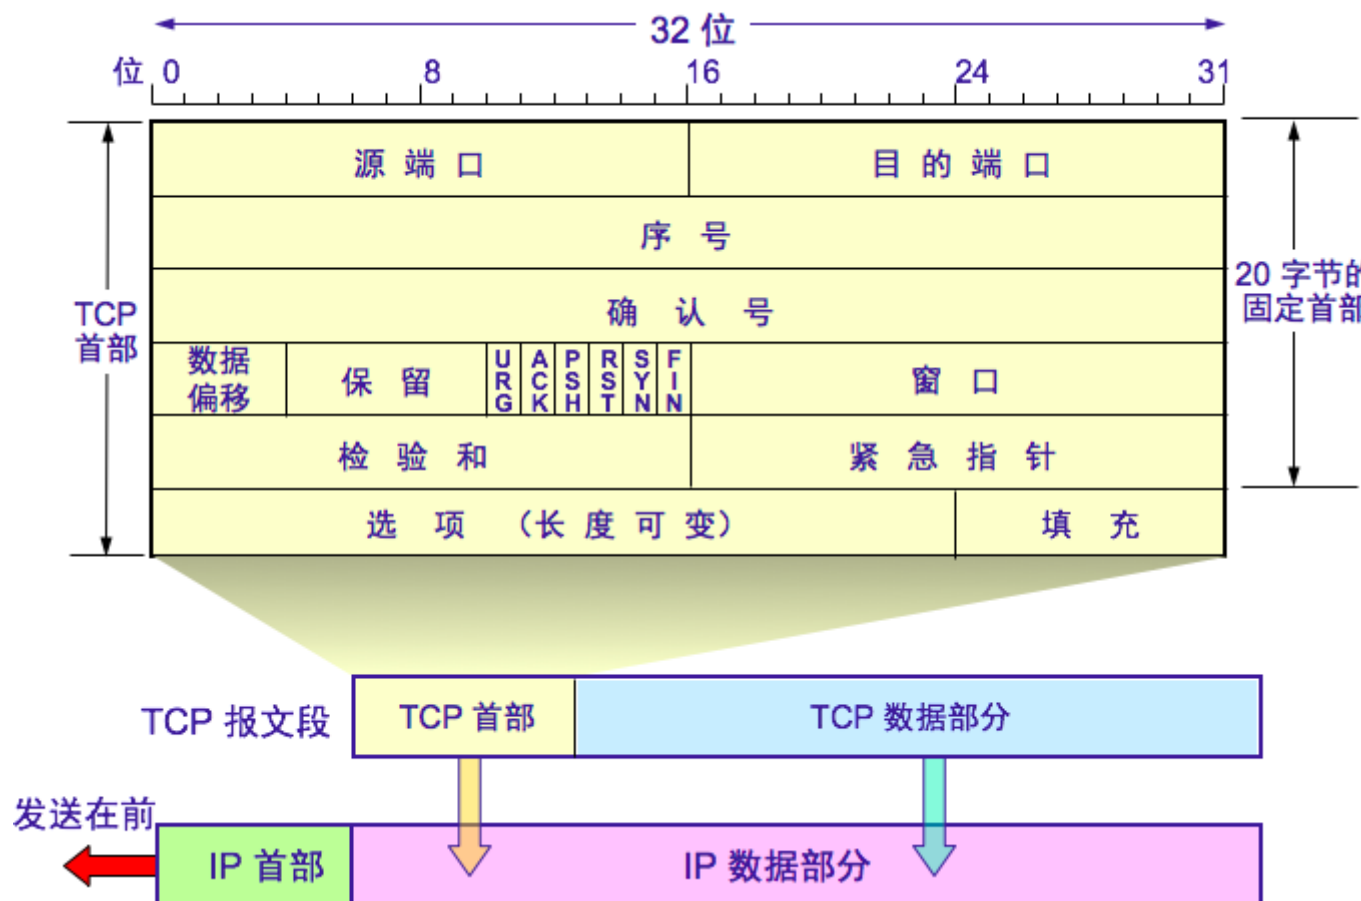 32 位
位 0 8 16 24 31
源 端 口 目 的 端 口
序 号
确 认 号
数据
偏移
保 留
URG
ACK
PSH
RST
SYN
FIN
窗 口
检 验 和 紧 急 指 针
选 项 （长 度 可 变） 填 充
TCP
首部
20 字节的
固定首部
TCP 报文段 TCP 首部 TCP 数据部分
发送在前
IP 首部 IP 数据部分